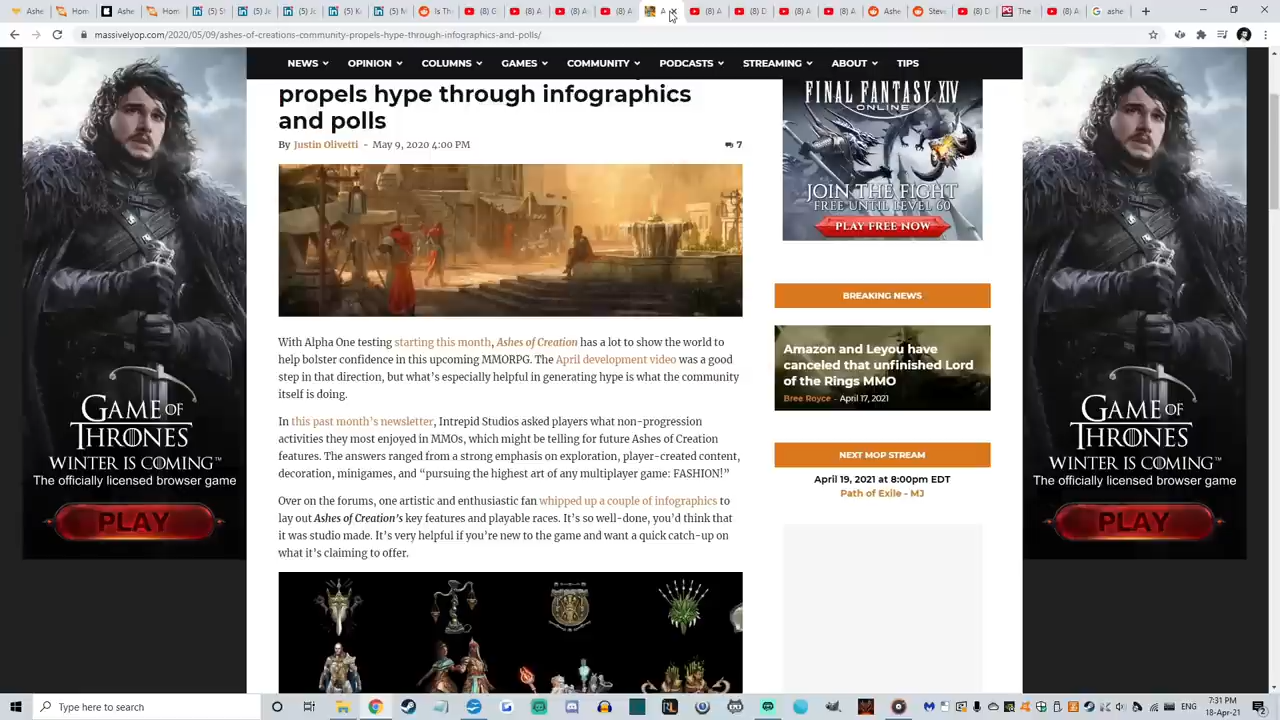 A
Ashe
Steve
The
massivelyop.com/2020/05/09/ashes-of-creations-community-propels-hype-through-infographics-and-polls/
NEWS OPINION COLUMNS GAMES COMMUNITY PODCASTS STREAMING ABOUT TIPS
propels hype through infographics
and polls
By Justin Olivetti - May 9, 2020 4:00 PM
7
With Alpha One testing starting this month, Ashes of Creation has a lot to show the world to
help bolster confidence in this upcoming MMORPG. The April development video was a good
step in that direction, but what's especially helpful in generating hype is what the community
itself is doing.
In this past month's newsletter, Intrepid Studios asked players what non-progression
activities they most enjoyed in MMOs, which might be telling for future Ashes of Creation
features. The answers ranged from a strong emphasis on exploration, player-created content,
decoration, minigames, and “pursuing the highest art of any multiplayer game: FASHION!”
Over on the forums, one artistic and enthusiastic fan whipped up a couple of infographics to
lay out Ashes of Creation's key features and playable races. It's so well-done, you'd think that
it was studio made. It's very helpful if you're new to the game and want a quick catch-up on
what it's claiming to offer.
FINAL FANTASY XIV
ONLINE
JOIN THE FIGHT
FREE UNTIL LEVEL 60
PLAY FREE NOW
BREAKING NEWS
Amazon and Leyou have
canceled that unfinished Lord
of the Rings MMO
Bree Royce - April 17, 2021
NEXT MOP STREAM
April 19, 2021 at 8:00pm EDT
Path of Exile - MJ
GAME OF
THRONES
WINTER IS COMING™
The officially licensed browser game
PLAY
GAME OF
THRONES
WINTER IS COMING™
The officially licensed browser game
PLAY
Type here to search
7:31 PM
18-Apr-21